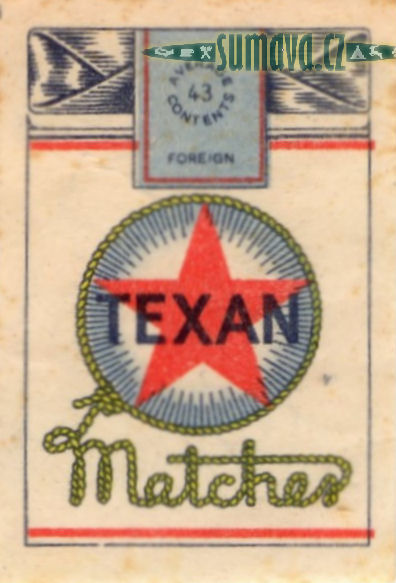 sumava.cz
AVERAGE
43
CONTENTS
FOREIGN
TEXAN
Matches